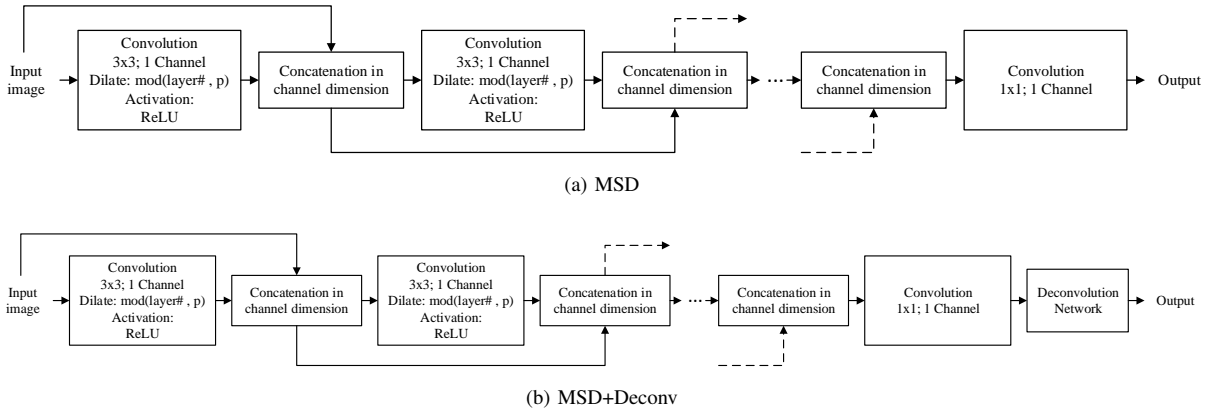 Input
image
Convolution
3x3; 1 Channel
Dilate: mod(layer# , p)
Activation:
ReLU
Concatenation in
channel dimension
Convolution
3x3; 1 Channel
Dilate: mod(layer# , p)
Activation:
ReLU
Concatenation in
channel dimension
...
Concatenation in
channel dimension
Convolution
1x1; 1 Channel
Output
(a) MSD
Input
image
Convolution
3x3; 1 Channel
Dilate: mod(layer# , p)
Activation:
ReLU
Concatenation in
channel dimension
Convolution
3x3; 1 Channel
Dilate: mod(layer# , p)
Activation:
ReLU
Concatenation in
channel dimension
...
Concatenation in
channel dimension
Convolution
1x1; 1 Channel
Deconvolution
Network
Output
(b) MSD+Deconv